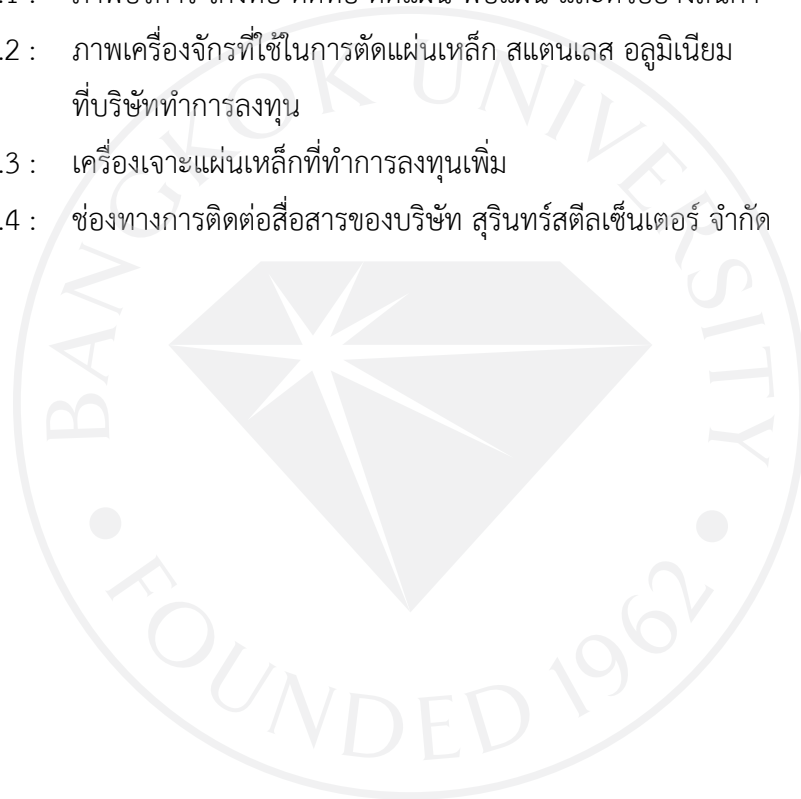 .2 : ภาพเครื่องจักรที่ใช้ในการตัดแผ่นเหล็ก สแตนเลส อลูมิเนียม
ที่บริษัททำการลงทุน
.3 : เครื่องเจาะแผ่นเหล็กที่ทำการลงทุนเพิ่ม
.4 : ช่องทางการติดต่อสื่อสารของบริษัท สุรินทร์สตีลเซ็นเตอร์ จำกัด
BANGKOK UNIVERSITY
FOUNDED 1962